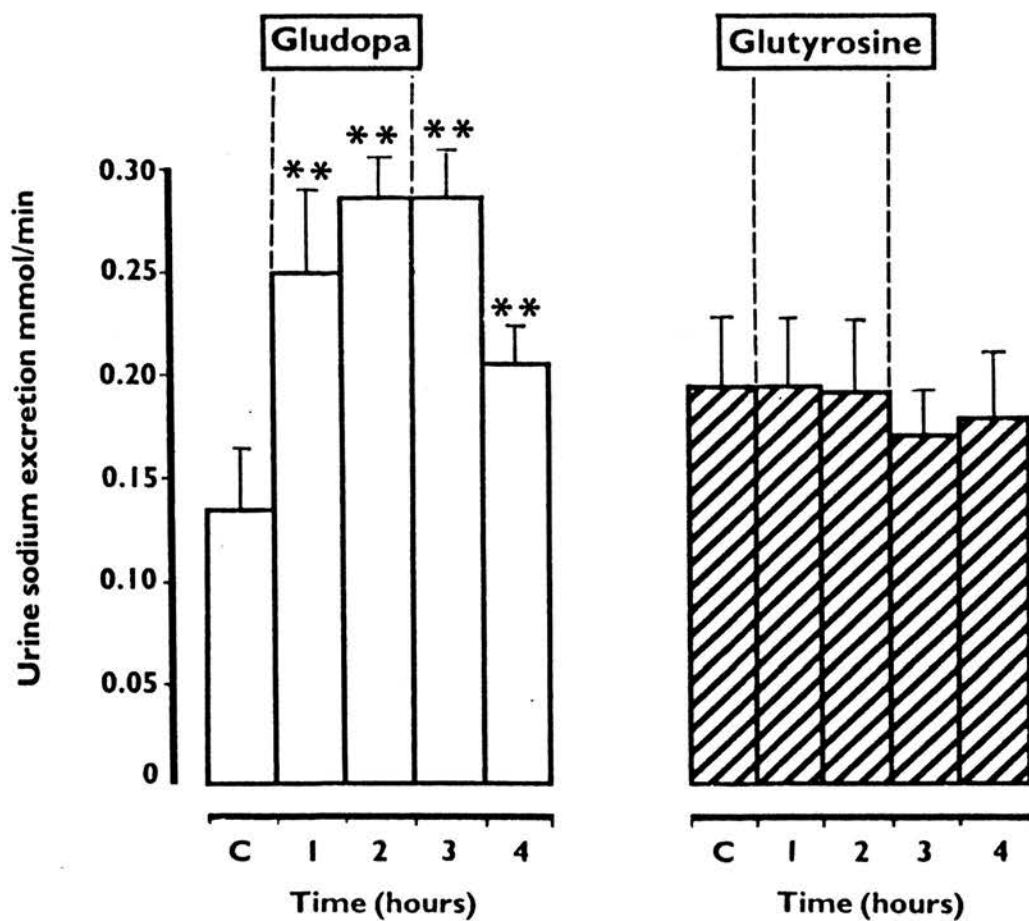 Gludopa
Glutyrosine
Urine sodium excretion mmol/min
0.30
0.25
0.20
0.15
0.10
0.05
0
**
**
**
**
C 1 2 3 4
Time (hours)
C 1 2 3 4
Time (hours)